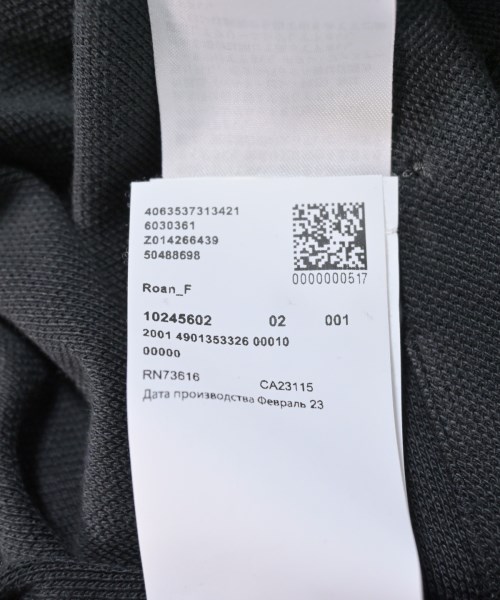 4063537313421
6030361
Z014266439
50488698
0000000517
Roan_F
10245602 02 001
2001 4901353326 00010
00000
RN73616 CA23115
Дата производства Февраль 23